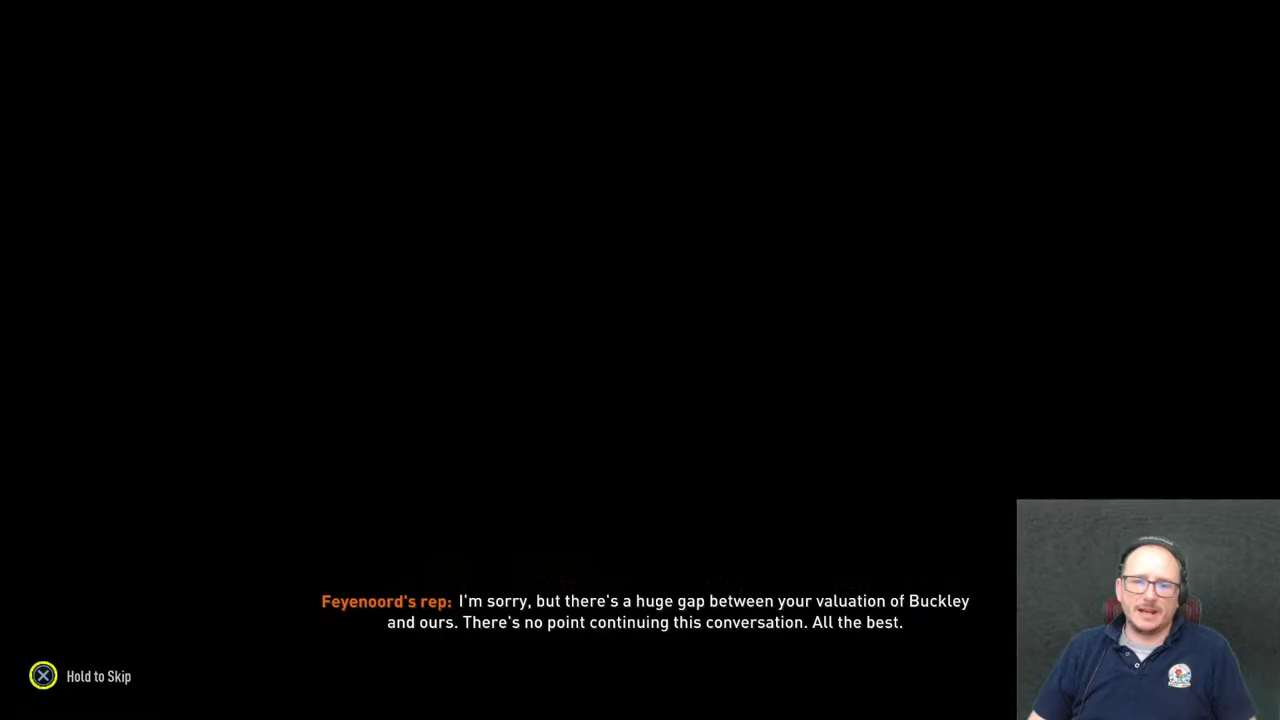 Feyenoord's rep: I'm sorry, but there's a huge gap between your valuation of Buckley
and ours. There's no point continuing this conversation. All the best.
Hold to Skip